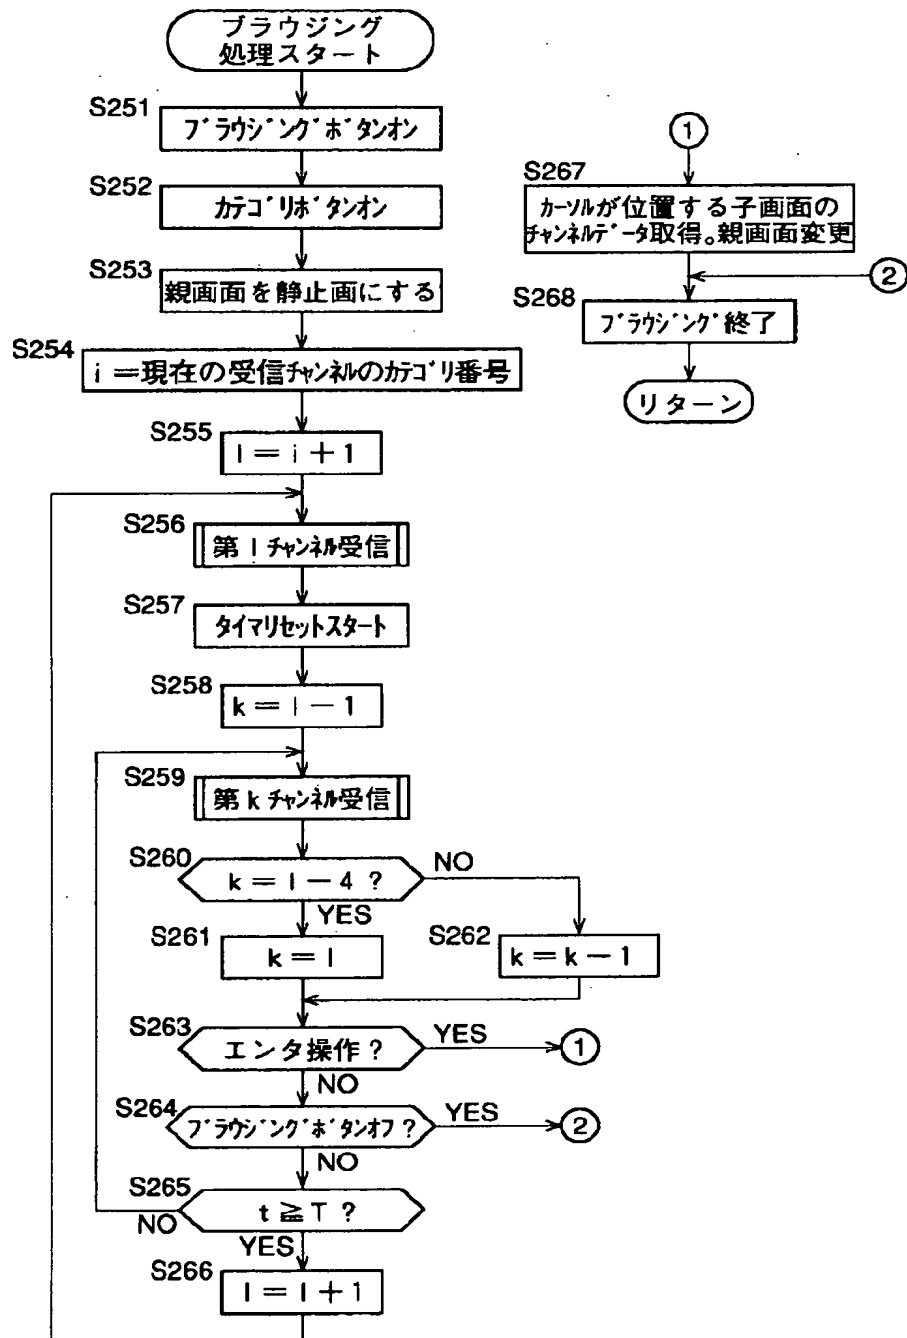 ブラウジング
処理スタート
S251
ブラウジングボタンオン
S252
カテゴリボタンオン
S253
親画面を静止画にする
S254
i＝現在の受信チャンネルのカテゴリ番号
S255
l＝i＋1
S256
第lチャンネル受信
S257
タイマリセットスタート
S258
k＝l－1
S259
第kチャンネル受信
S260
k＝l－4？
NO
YES
S261
k＝l
S262
k＝k－1
S263
エンタ操作？
YES
1
NO
S264
ブラウジングボタンオフ？
YES
2
NO
S265
t≧T？
NO
YES
S266
l＝l＋1
1
S267
カーソルが位置する子画面の
チャンネルデータ取得。親画面変更
2
S268
ブラウジング終了
リターン